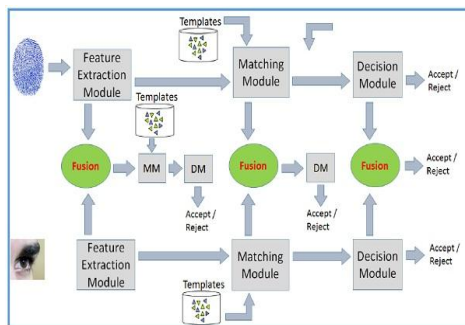 Templates
Feature
Extraction
Module
Matching
Module
Decision
Module
Accept /
Reject
Templates
Fusion
MM
DM
Fusion
DM
Fusion
Accept /
Reject
Accept /
Reject
Accept /
Reject
Feature
Extraction
Module
Matching
Module
Decision
Module
Accept /
Reject
Templates